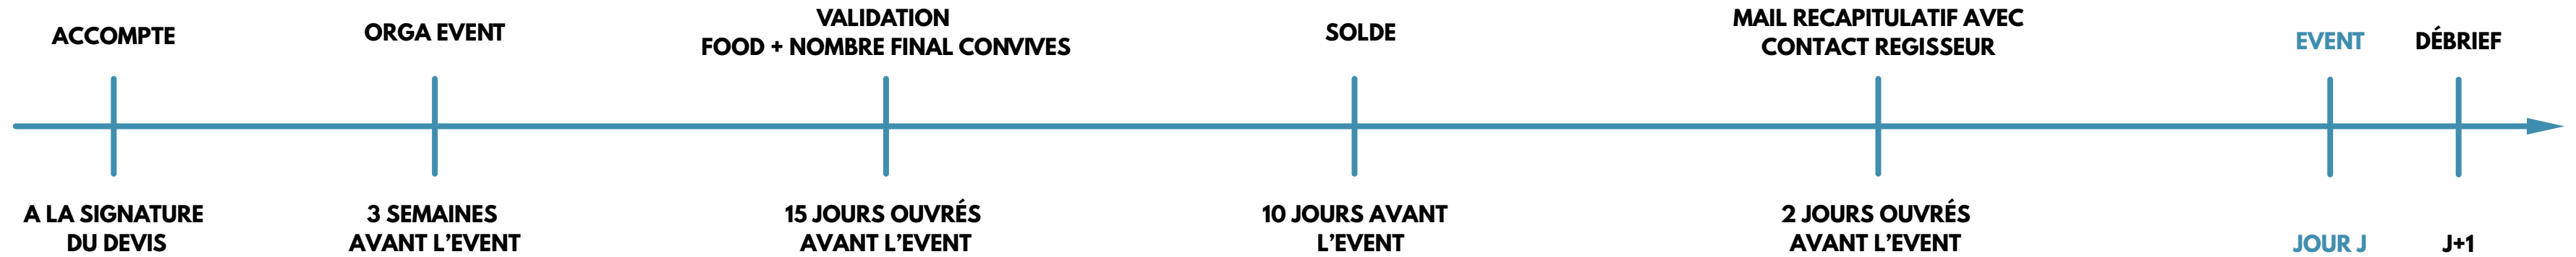 ACCOMPTE
A LA SIGNATURE
DU DEVIS
ORGA EVENT
3 SEMAINES
AVANT L'EVENT
VALIDATION
FOOD + NOMBRE FINAL CONVIVES
15 JOURS OUVRÉS
AVANT L'EVENT
SOLDE
10 JOURS AVANT
L'EVENT
MAIL RECAPITULATIF AVEC
CONTACT REGISSEUR
2 JOURS OUVRÉS
AVANT L'EVENT
EVENT
JOUR J
DÉBRIEF
J+1